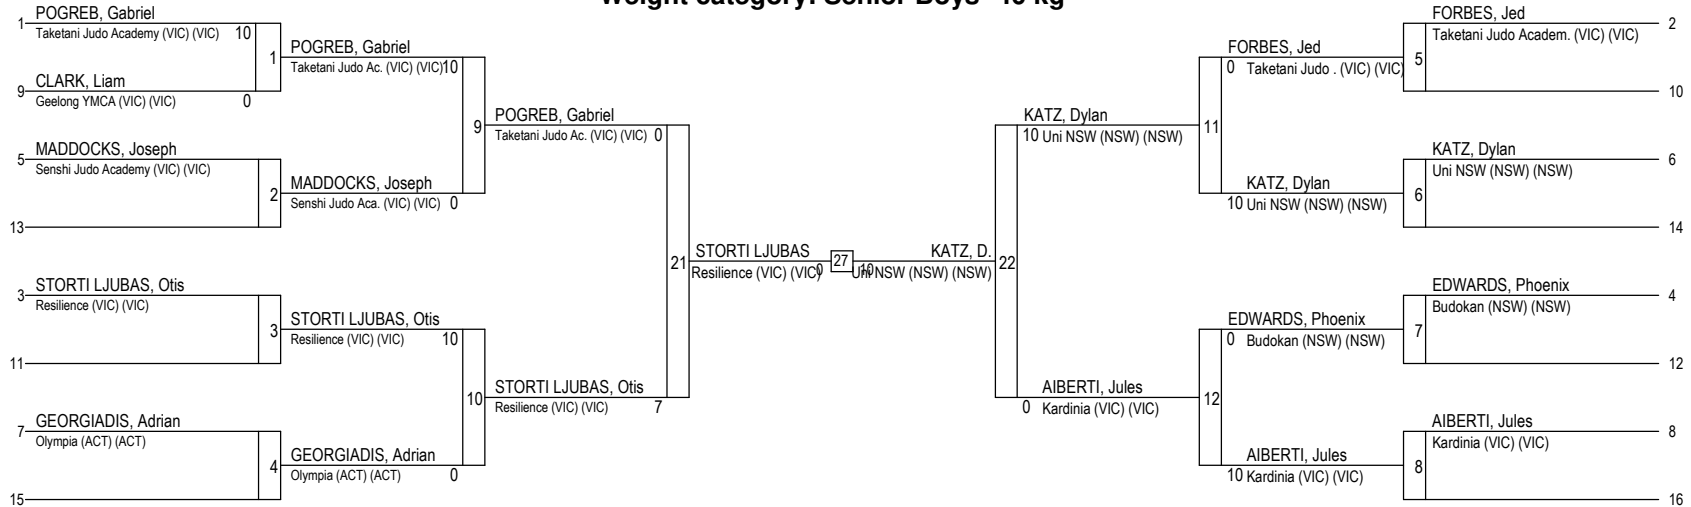 Weight category: Senior Boys
1 POGREB, Gabriel
Taketani Judo Academy (VIC) (VIC) 10
1
9 CLARK, Liam
Geelong YMCA (VIC) (VIC) 0
POGREB, Gabriel
Taketani Judo Ac. (VIC) (VIC) 10
5 MADDOCKS, Joseph
Senshi Judo Academy (VIC) (VIC)
2
13
MADDOCKS, Joseph
Senshi Judo Aca. (VIC) (VIC) 0
9
POGREB, Gabriel
Taketani Judo Ac. (VIC) (VIC) 0
3 STORTI LJUBAS, Otis
Resilience (VIC) (VIC)
3
11
STORTI LJUBAS, Otis
Resilience (VIC) (VIC) 10
7 GEORGIADIS, Adrian
Olympia (ACT) (ACT)
4
15
GEORGIADIS, Adrian
Olympia (ACT) (ACT) 0
10
STORTI LJUBAS, Otis
Resilience (VIC) (VIC) 7
21
STORTI LJUBAS
Resilience (VIC) (VIC) 0
27
KATZ, D.
10 Uni NSW (NSW) (NSW)
22
KATZ, Dylan
10 Uni NSW (NSW) (NSW)
11
FORBES, Jed
0 Taketani Judo . (VIC) (VIC)
5
FORBES, Jed 2
Taketani Judo Academ. (VIC) (VIC)
10
KATZ, Dylan
10 Uni NSW (NSW) (NSW)
6
KATZ, Dylan 6
Uni NSW (NSW) (NSW)
14
AIBERTI, Jules
0 Kardinia (VIC) (VIC)
12
EDWARDS, Phoenix
0 Budokan (NSW) (NSW)
7
EDWARDS, Phoenix 4
Budokan (NSW) (NSW)
12
AIBERTI, Jules
10 Kardinia (VIC) (VIC)
8
AIBERTI, Jules 8
Kardinia (VIC) (VIC)
16